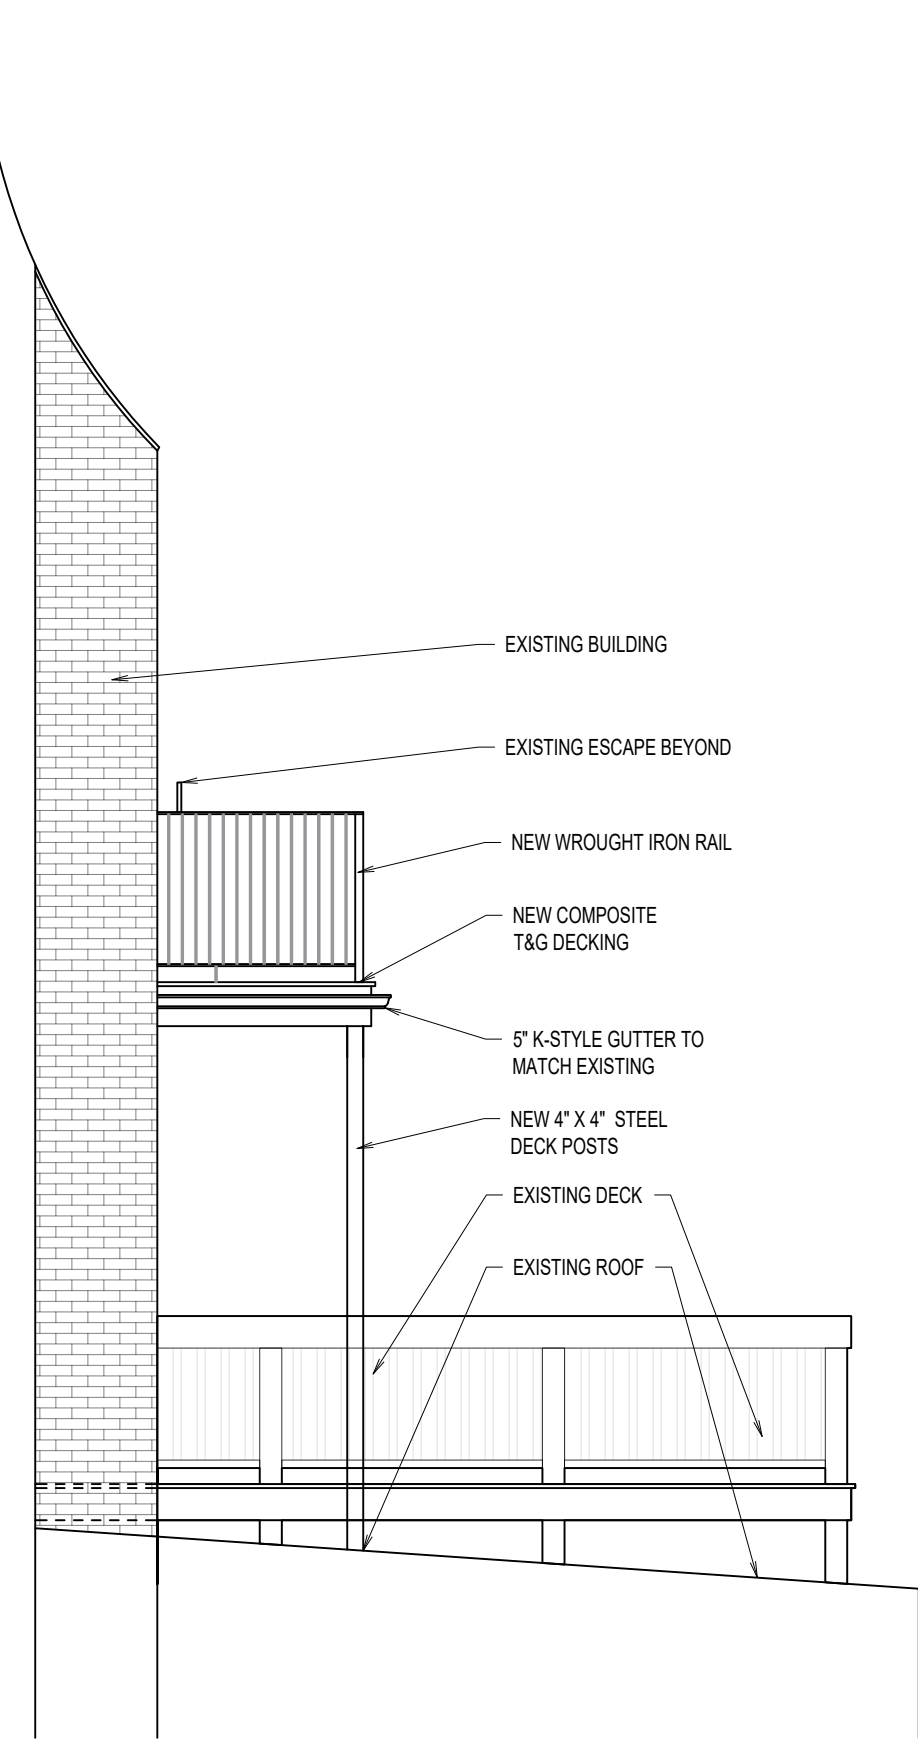 EXISTING BUILDING
EXISTING ESCAPE BEYOND
NEW WROUGHT IRON RAIL
NEW COMPOSITE
T&G DECKING
5" K-STYLE GUTTER TO
MATCH EXISTING
NEW 4" X 4" STEEL
DECK POSTS
EXISTING DECK
EXISTING ROOF